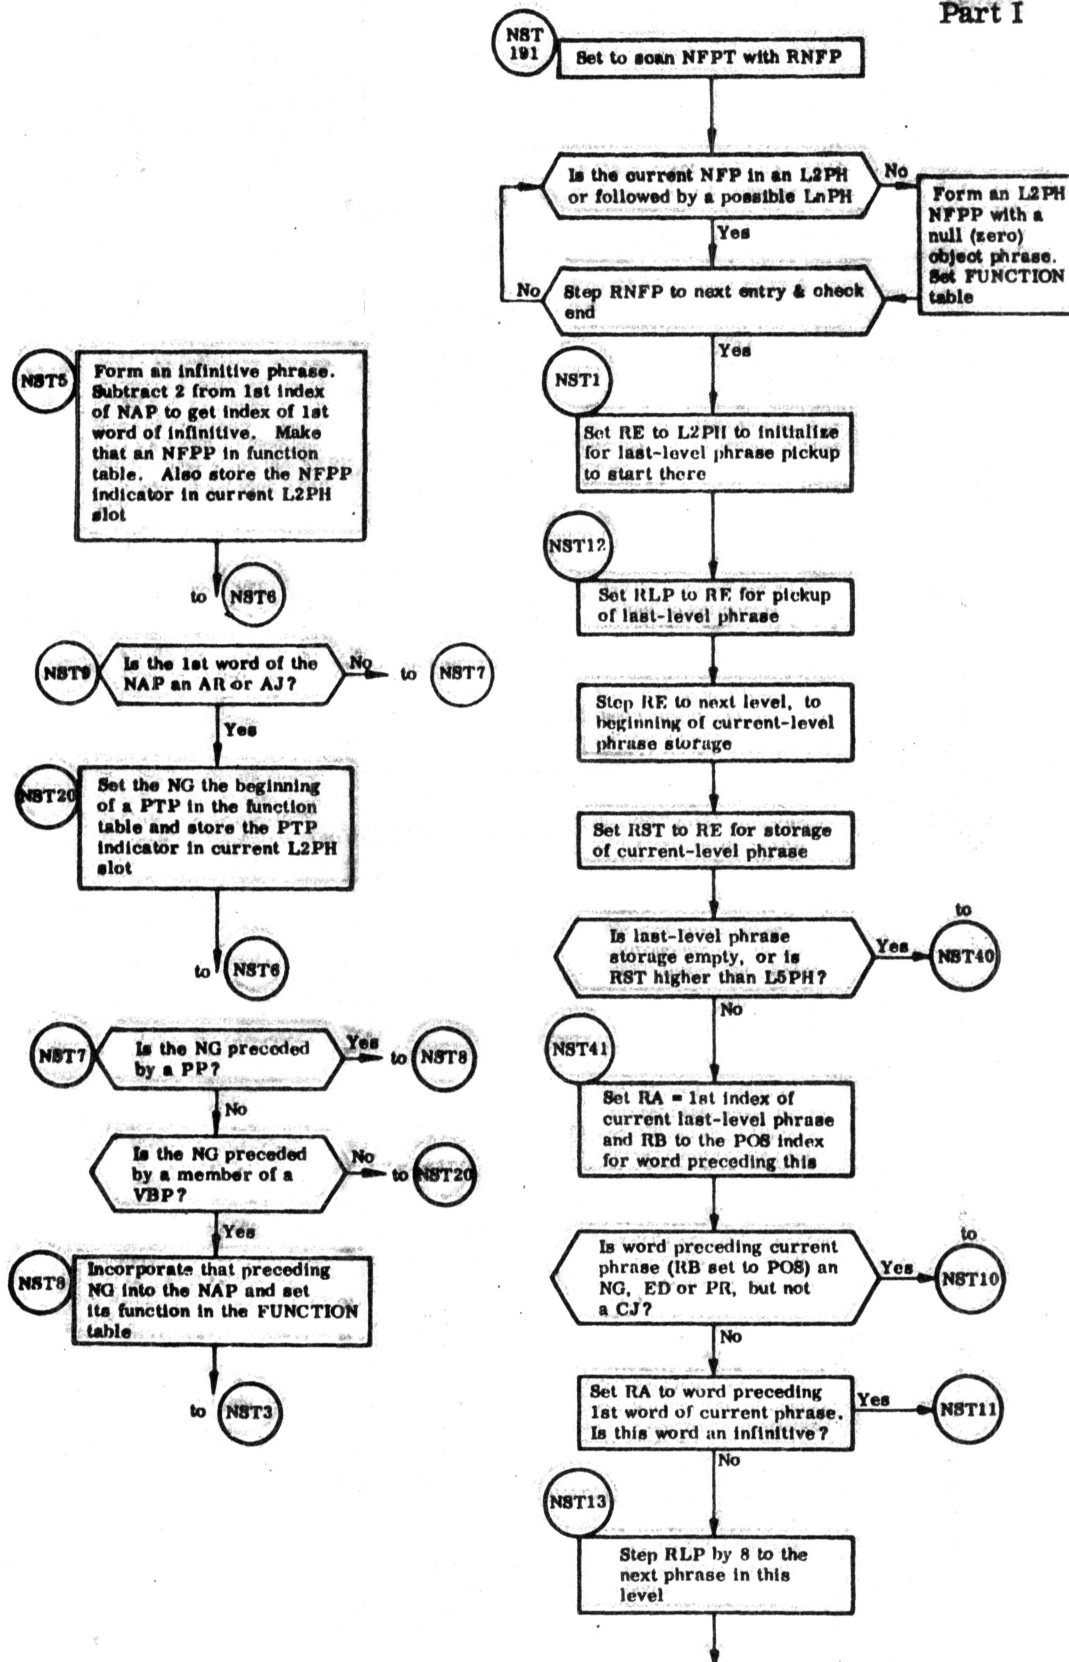 Part I
NST
191
Set to scan NFPT with RNFP
Is the current NFP in an L2PH
or followed by a possible LnPH
No
Yes
Form an L2PH
NFPP with a
null (zero)
object phrase.
Set FUNCTION
table
No
Step RNFP to next entry & check
end
Yes
NST1
Set RE to L2PH to initialize
for last-level phrase pickup
to start there
NST12
Set RLP to RE for pickup
of last-level phrase
Step RE to next level, to
beginning of current-level
phrase storage
Set RST to RE for storage
of current-level phrase
Is last-level phrase
storage empty, or is
RST higher than L5PH?
Yes
to
NST40
No
NST41
Set RA = 1st index of
current last-level phrase
and RB to the POS index
for word preceding this
Is word preceding current
phrase (RB set to POS) an
NG, ED or PR, but not
a CJ?
Yes
to
NST10
No
Set RA to word preceding
1st word of current phrase.
Is this word an infinitive?
Yes
NST11
No
NST13
Step RLP by 8 to the
next phrase in this
level
NST5
Form an infinitive phrase.
Subtract 2 from 1st index
of NAP to get index of 1st
word of infinitive. Make
that an NFPP in function
table. Also store the NFPP
indicator in current L2PH
slot
to
NST6
NST9
Is the 1st word of the
NAP an AR or AJ?
No
to
NST7
Yes
NST20
Set the NG the beginning
of a PTP in the function
table and store the PTP
indicator in current L2PH
slot
to
NST6
NST7
Is the NG preceded
by a PP?
Yes
to
NST8
No
Is the NG preceded
by a member of a
VBP?
No
to
NST20
Yes
NST8
Incorporate that preceding
NG into the NAP and set
its function in the FUNCTION
table
to
NST3